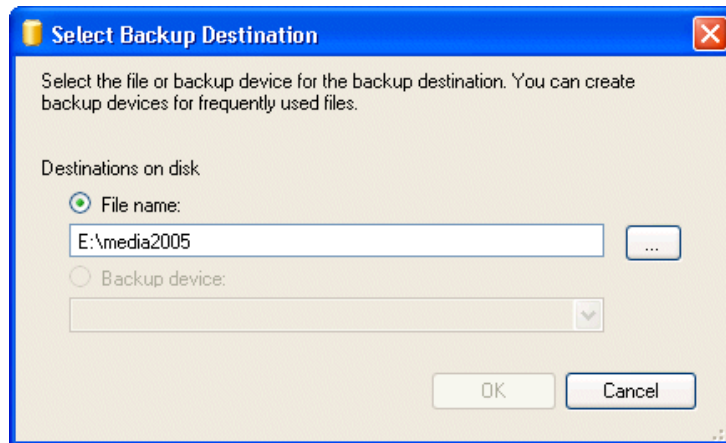 Select Backup Destination
Select the file or backup device for the backup destination. You can create
backup devices for frequently used files.
Destinations on disk
File name:
E:\media2005
...
Backup device:
OK
Cancel